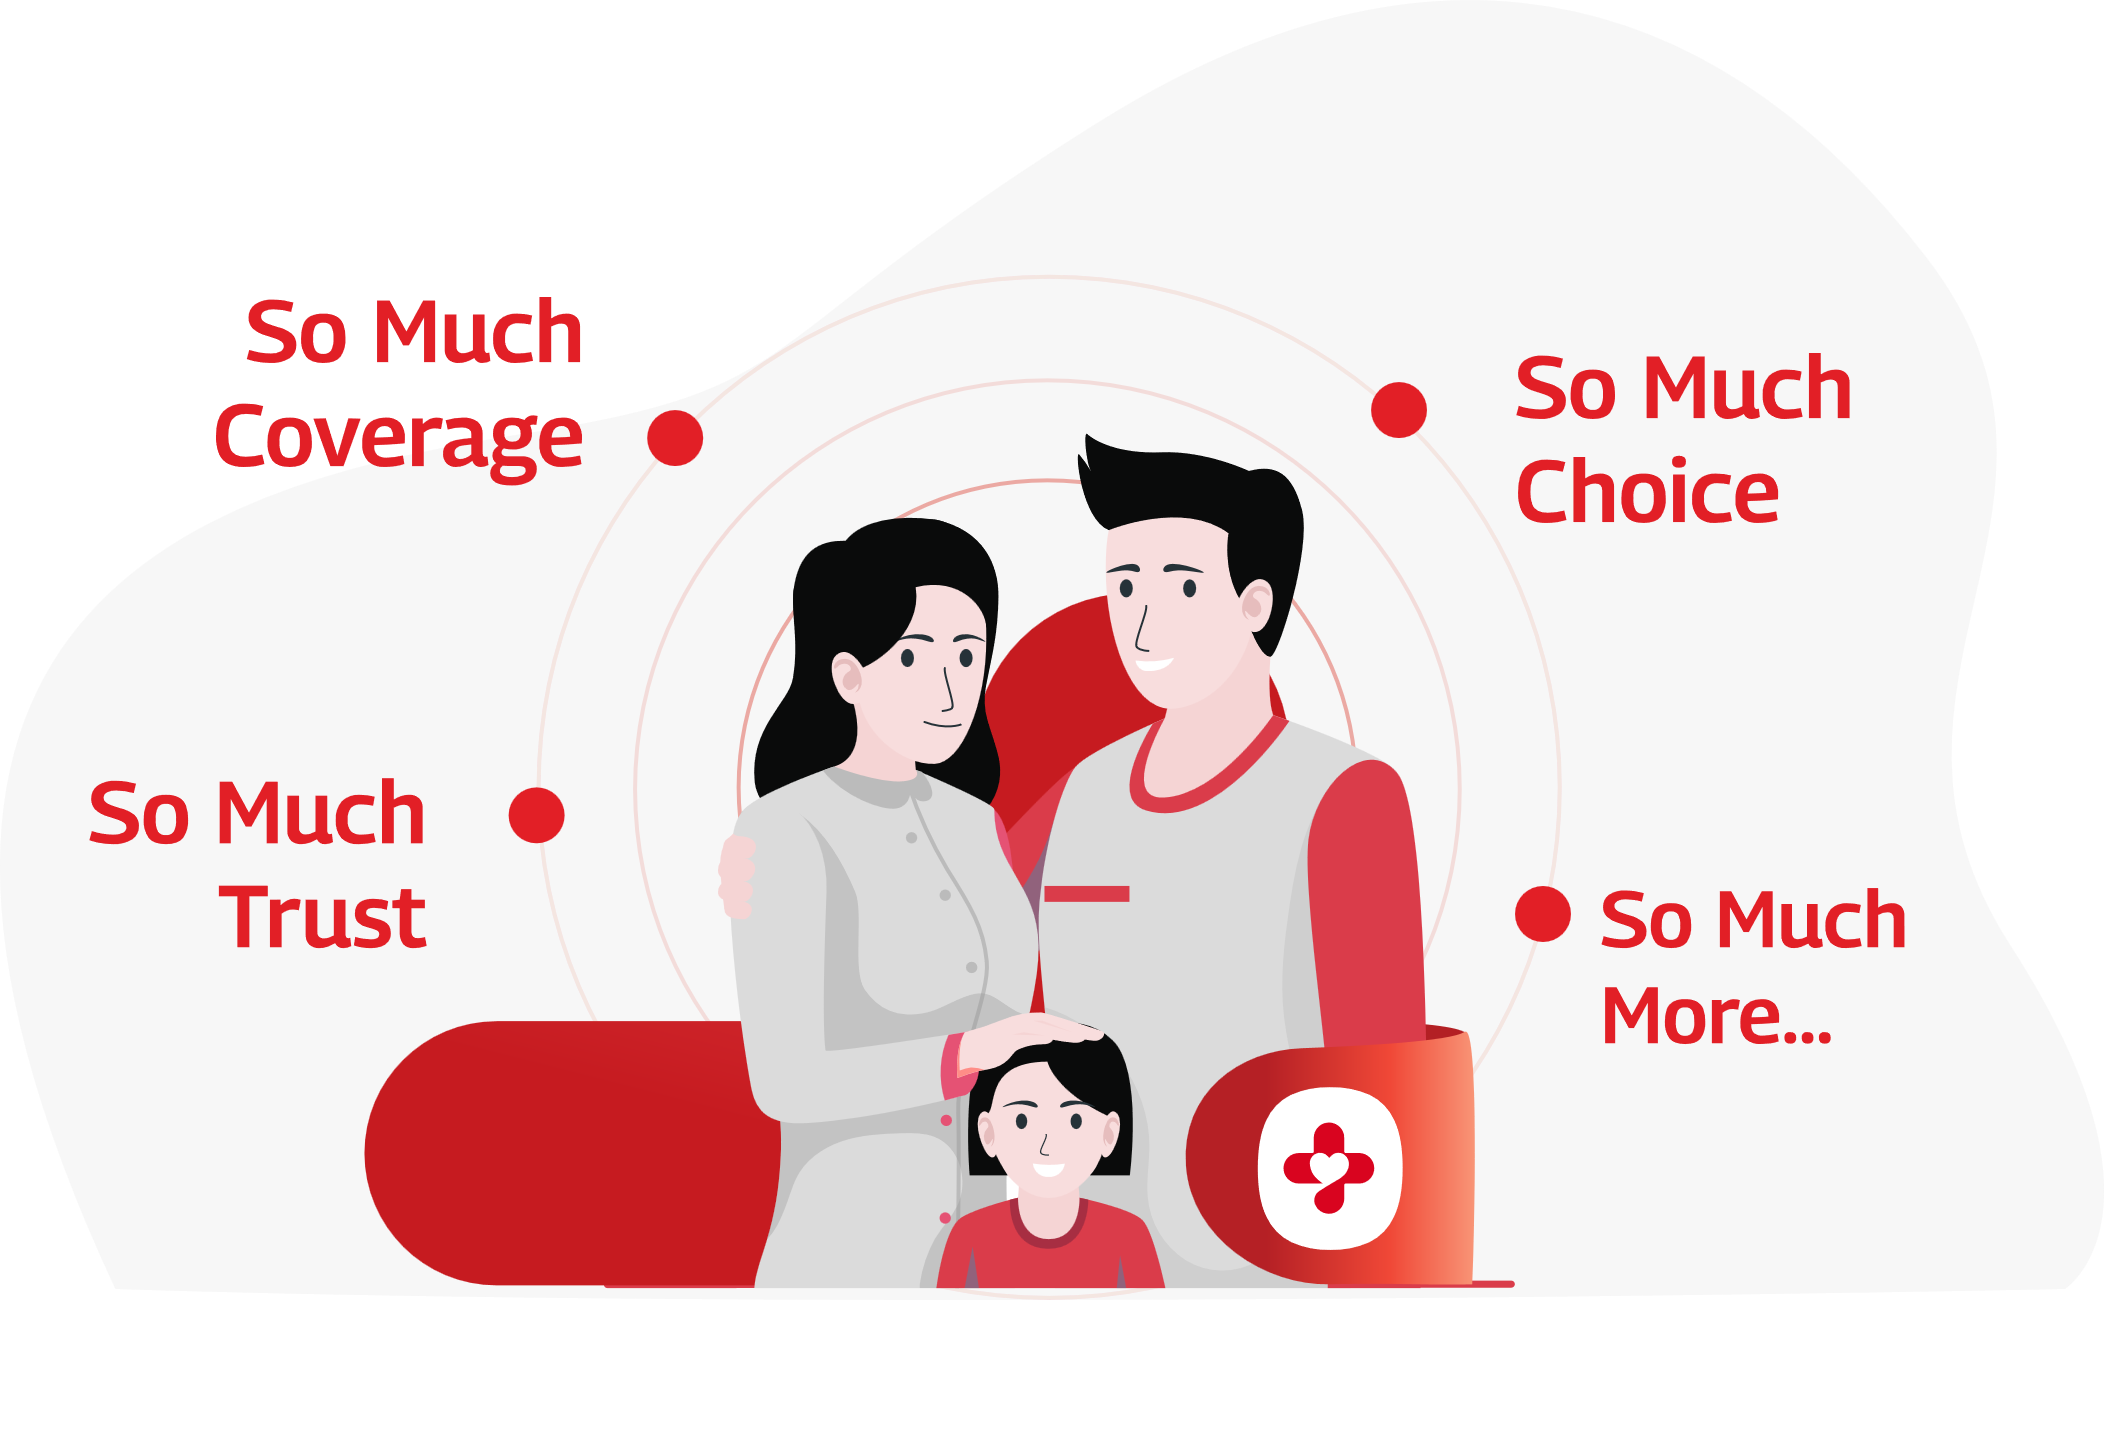 So Much
Coverage
So Much
Choice
So Much
Trust
So Much
More...